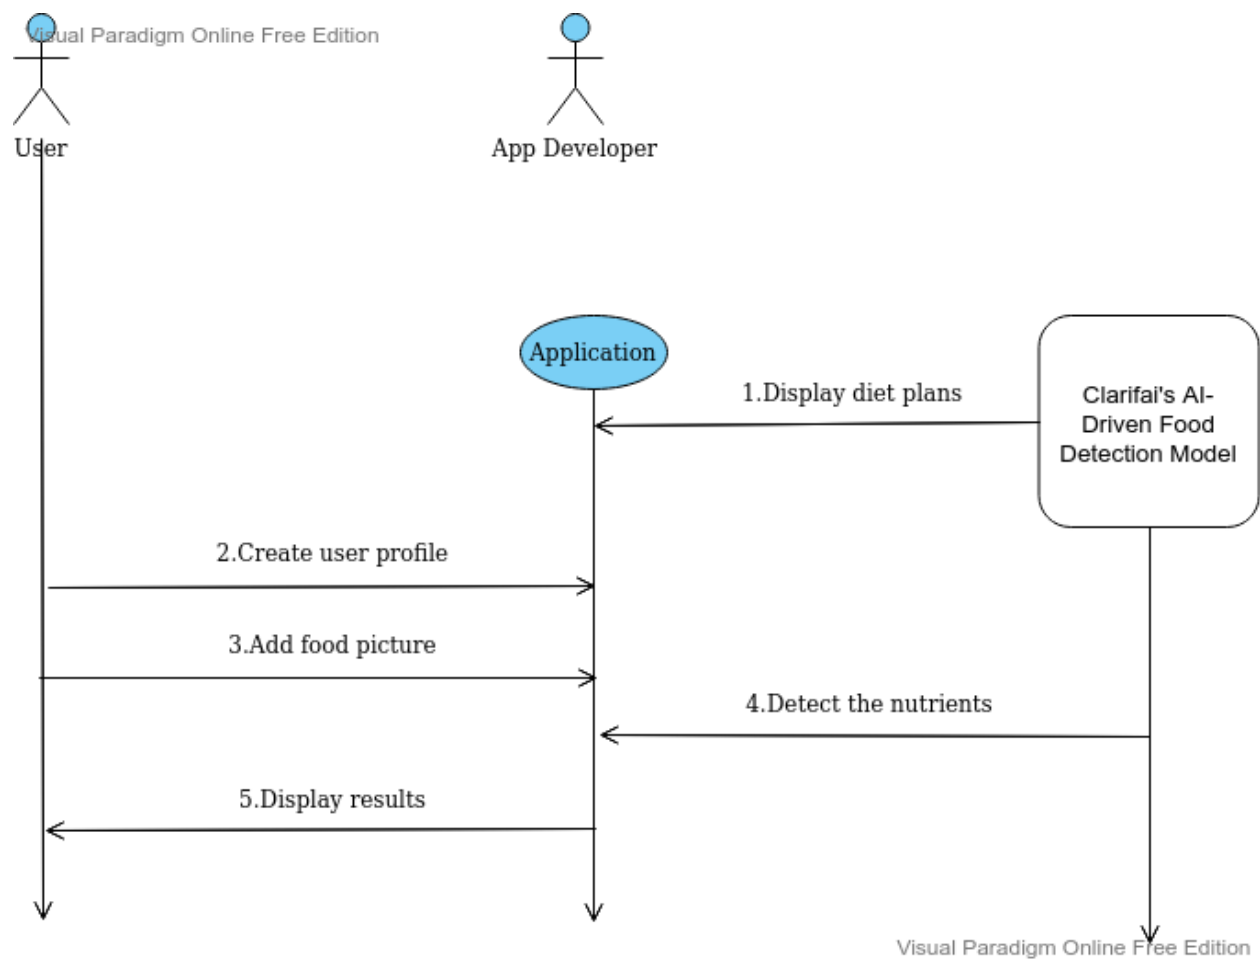 Visual Paradigm Online Free Edition
User
App Developer
Application
1.Display diet plans
Clarifai's AI-
Driven Food
Detection Model
2.Create user profile
3.Add food picture
4.Detect the nutrients
5.Display results
Visual Paradigm Online Free Edition